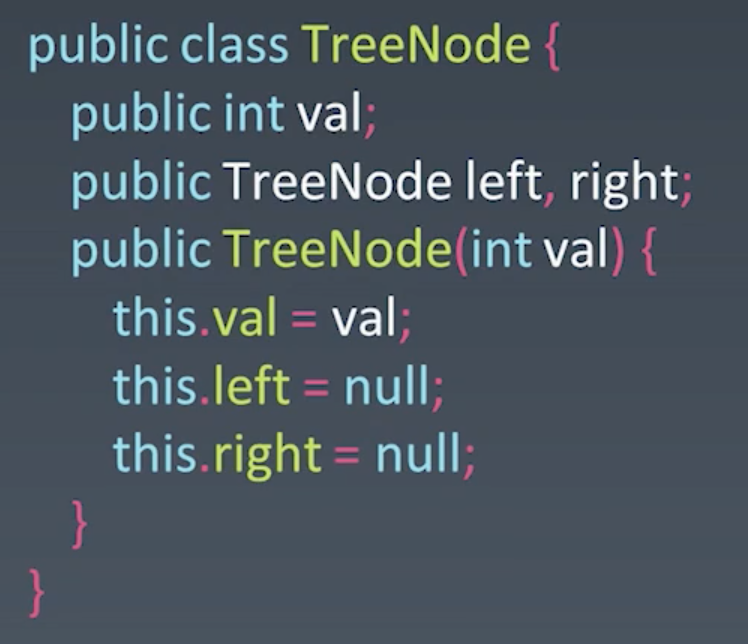 public class TreeNode {
public int val;
public TreeNode left, right;
public TreeNode(int val) {
this.val = val;
this.left = null;
this.right = null;
}
}